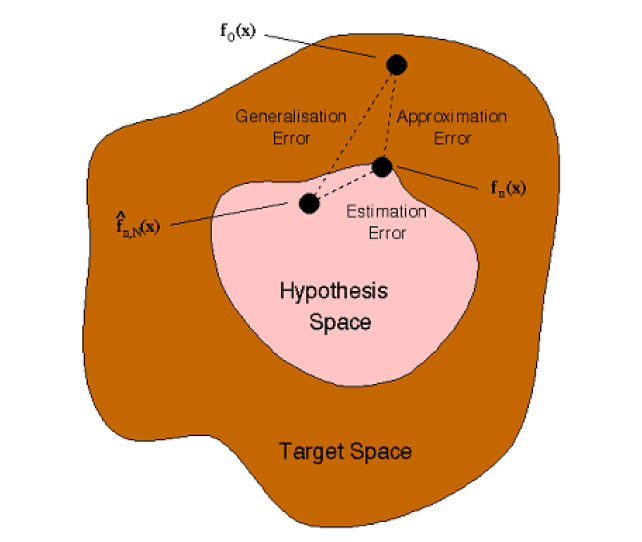 f0(x)
Generalisation
Error
Approximation
Error
fn(x)
f̂n,N(x)
Estimation
Error
Hypothesis
Space
Target Space